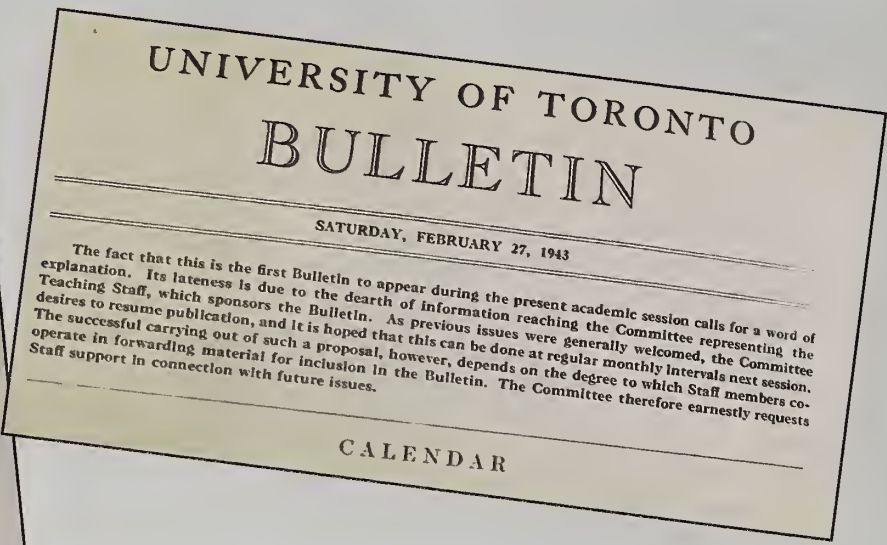 UNIVERSITY OF TORONTO
BULLETIN
SATURDAY, FEBRUARY 27, 1943
The fact that this is the first Bulletin to appear during the present academic session calls for a word of
explanation. Its lateness is due to the dearth of information reaching the Committee representing the
Teaching Staff, which sponsors the Bulletin. As previous issues were generally welcomed, the Committee
desires to resume publication, and it is hoped that this can be done at regular monthly intervals next session.
The successful carrying out of such a proposal, however, depends on the degree to which Staff members co-
operate in forwarding material for inclusion in the Bulletin. The Committee therefore earnestly requests
Staff support in connection with future issues.
CALENDAR